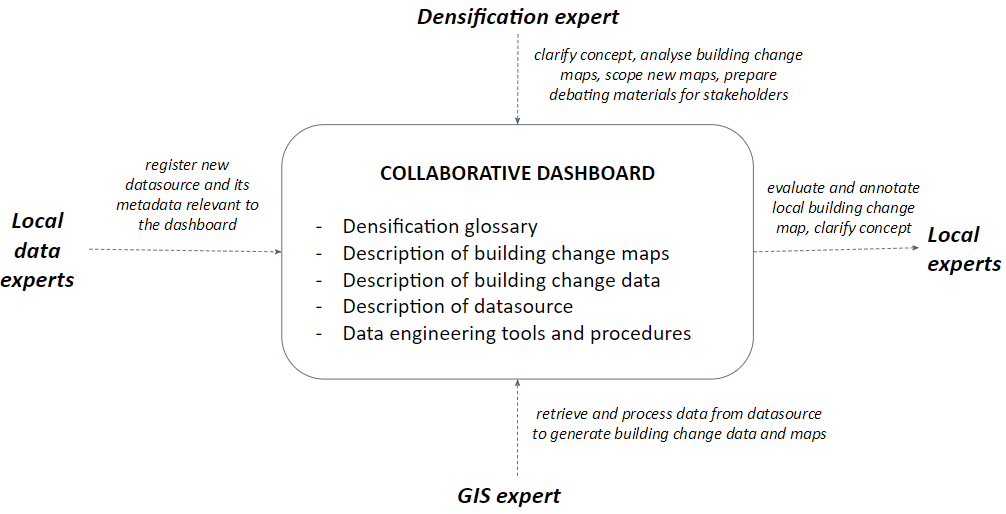 Densification expert
clarify concept, analyse building change
maps, scope new maps, prepare
debating materials for stakeholders
register new
datasource and its
metadata relevant to
the dashboard
Local
data
experts
COLLABORATIVE DASHBOARD
- Densification glossary
- Description of building change maps
- Description of building change data
- Description of datasource
- Data engineering tools and procedures
evaluate and annotate
local building change
map, clarify concept
Local
experts
retrieve and process data from datasource
to generate building change data and maps
GIS expert